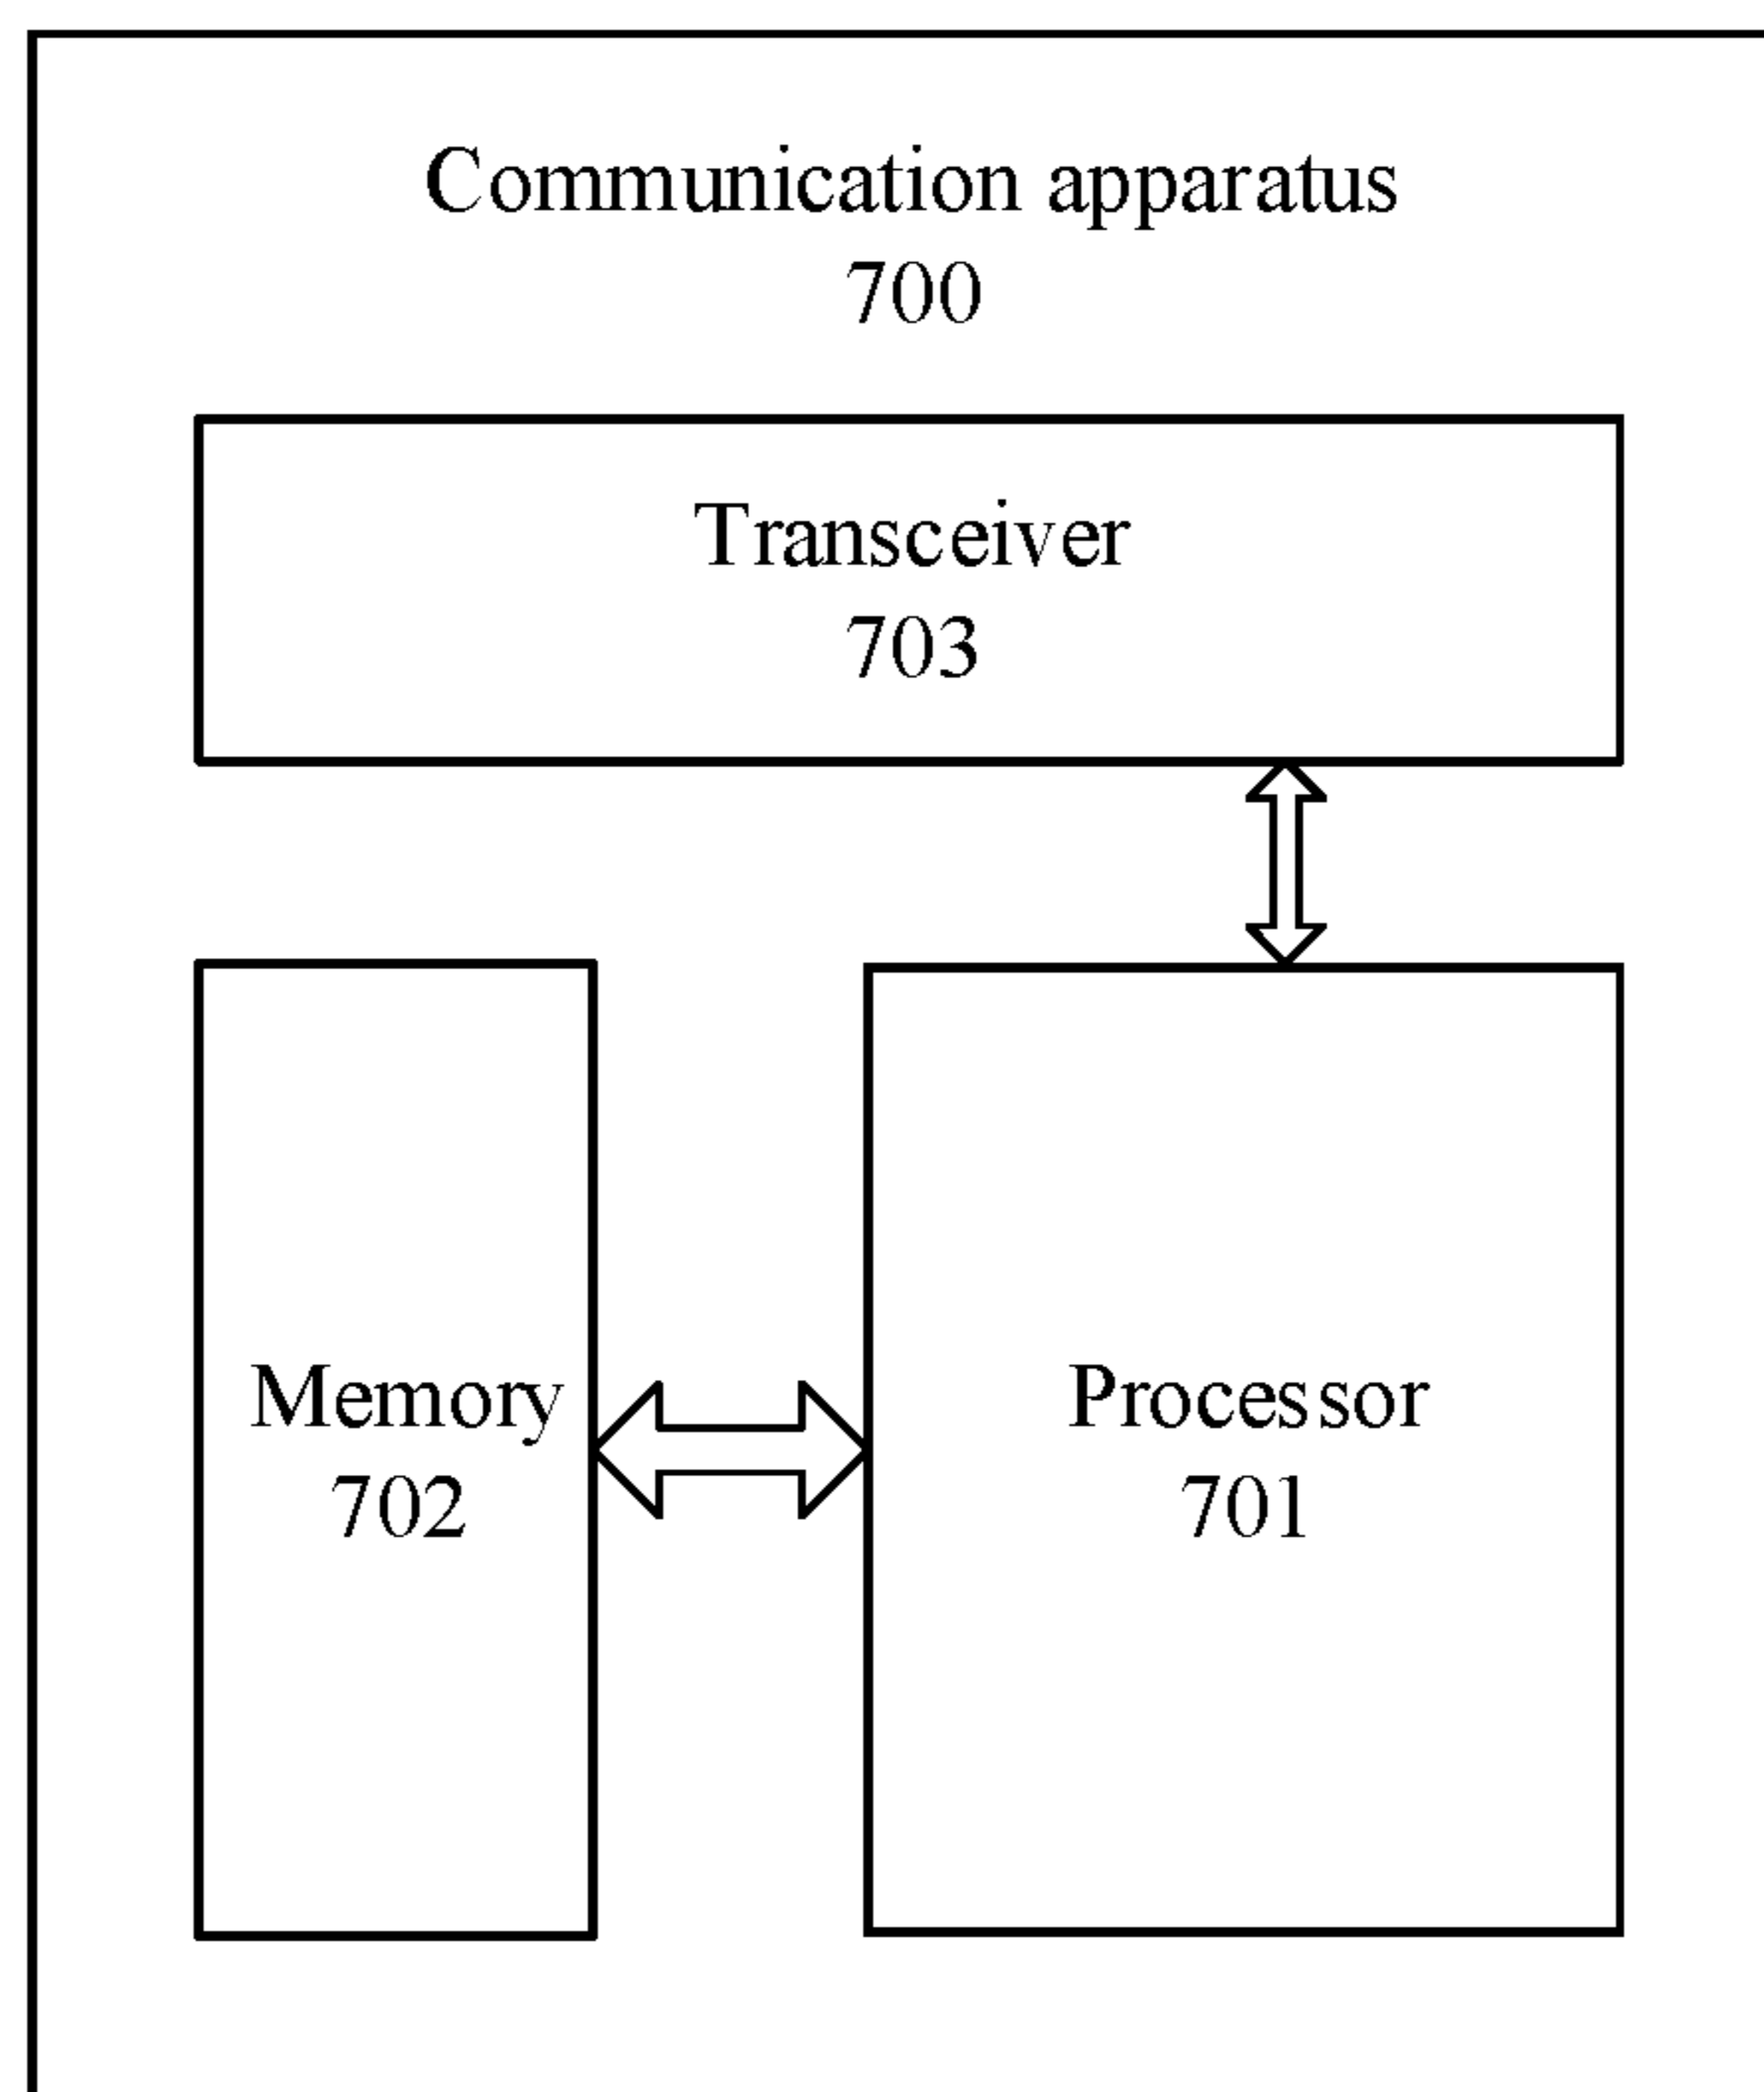 Communication apparatus
700
Transceiver
703
Memory
702
Processor
701